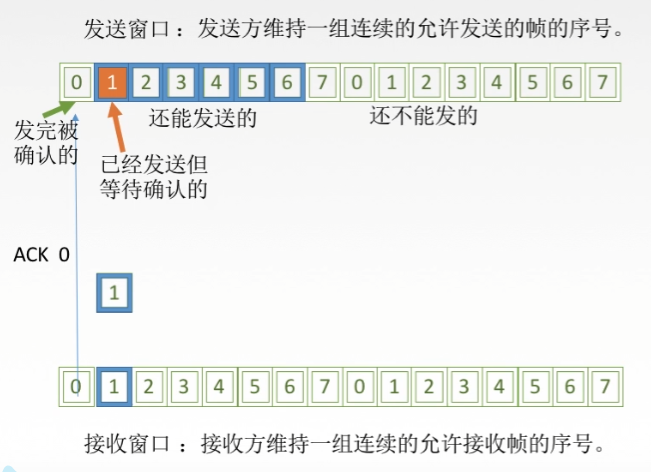 发送窗口：发送方维持一组连续的允许发送的帧的序号。
0 1 2 3 4 5 6 7 0 1 2 3 4 5 6 7
发完被
确认的
已经发送但
等待确认的
还能发送的
还不能发的
ACK 0
1
0 1 2 3 4 5 6 7 0 1 2 3 4 5 6 7
接收窗口：接收方维持一组连续的允许接收帧的序号。